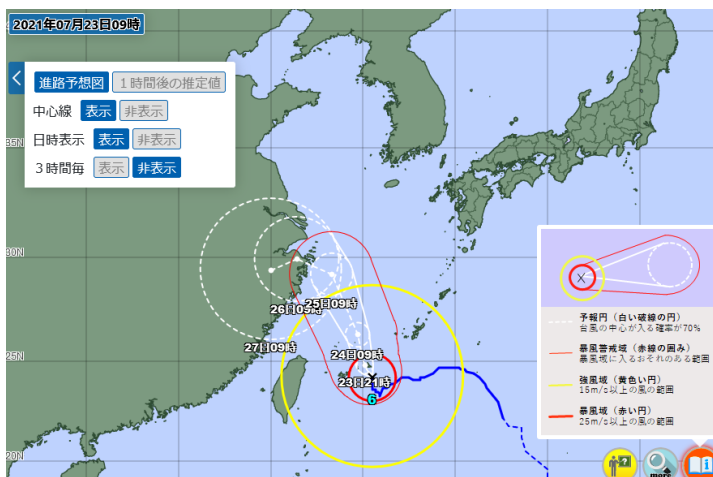 2021年07月23日09時
進路予想図 １時間後の推定値
中心線 表示 非表示
日時表示 表示 非表示
３時間毎 表示 非表示
35N
30N
25N
20N
26日09時
25日09時
27日09時
24日09時
23日21時
6
予報円（白い破線の円）
台風の中心が入る確率が70%
暴風警戒域（赤線の囲み）
暴風域に入るおそれのある範囲
強風域（黄色い円）
15m/s以上の風の範囲
暴風域（赤い円）
25m/s以上の風の範囲
more